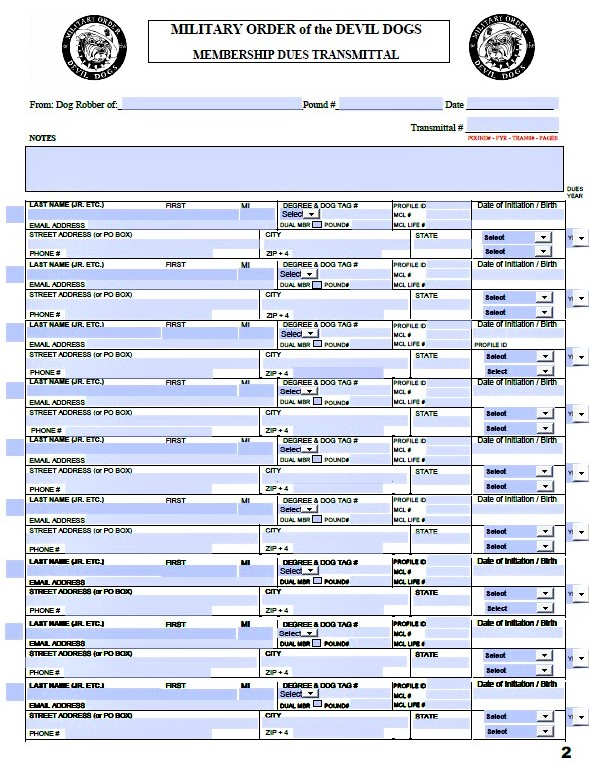 MILITARY ORDER of the DEVIL DOGS
MEMBERSHIP DUES TRANSMITTAL
MILITARY ORDER of the DEVIL DOGS
MILITARY ORDER of the DEVIL DOGS
From: Dog Robber of: Pound # Date
Transmittal #
NOTES POUND# - FYR - TRANS# - PAGES
DUES YEAR
LAST NAME (JR. ETC.) FIRST MI DEGREE & DOG TAG # PROFILE ID Date of Initiation / Birth
Select MCL #
EMAIL ADDRESS DUAL MBR POUND# MCL LIFE #
STREET ADDRESS (or PO BOX) CITY STATE Select Y
PHONE # ZIP + 4 Select
LAST NAME (JR. ETC.) FIRST MI DEGREE & DOG TAG # PROFILE ID Date of Initiation / Birth
Select MCL #
EMAIL ADDRESS DUAL MBR POUND# MCL LIFE #
STREET ADDRESS (or PO BOX) CITY STATE Select Y
PHONE # ZIP + 4 Select
LAST NAME (JR. ETC.) FIRST MI DEGREE & DOG TAG # PROFILE ID Date of Initiation / Birth
Select MCL #
EMAIL ADDRESS DUAL MBR POUND# MCL LIFE # PROFILE ID
STREET ADDRESS (or PO BOX) CITY STATE Select Y
PHONE # ZIP + 4 Select
LAST NAME (JR. ETC.) FIRST MI DEGREE & DOG TAG # PROFILE ID Date of Initiation / Birth
Select MCL #
EMAIL ADDRESS DUAL MBR POUND# MCL LIFE #
STREET ADDRESS (or PO BOX) CITY STATE Select Y
PHONE # ZIP + 4 Select
LAST NAME (JR. ETC.) FIRST MI DEGREE & DOG TAG # PROFILE ID Date of Initiation / Birth
Select MCL #
EMAIL ADDRESS DUAL MBR POUND# MCL LIFE #
STREET ADDRESS (or PO BOX) CITY STATE Select Y
PHONE # ZIP + 4 Select
LAST NAME (JR. ETC.) FIRST MI DEGREE & DOG TAG # PROFILE ID Date of Initiation / Birth
Select MCL #
EMAIL ADDRESS DUAL MBR POUND# MCL LIFE #
STREET ADDRESS (or PO BOX) CITY STATE Select Y
PHONE # ZIP + 4 Select
LAST NAME (JR. ETC.) FIRST MI DEGREE & DOG TAG # PROFILE ID Date of Initiation / Birth
Select MCL #
EMAIL ADDRESS DUAL MBR POUND# MCL LIFE #
STREET ADDRESS (or PO BOX) CITY STATE Select Y
PHONE # ZIP + 4 Select
LAST NAME (JR. ETC.) FIRST MI DEGREE & DOG TAG # PROFILE ID Date of Initiation / Birth
Select MCL #
EMAIL ADDRESS DUAL MBR POUND# MCL LIFE #
STREET ADDRESS (or PO BOX) CITY STATE Select Y
PHONE # ZIP + 4 Select
LAST NAME (JR. ETC.) FIRST MI DEGREE & DOG TAG # PROFILE ID Date of Initiation / Birth
Select MCL #
EMAIL ADDRESS DUAL MBR POUND# MCL LIFE #
STREET ADDRESS (or PO BOX) CITY STATE Select Y
PHONE # ZIP + 4 Select
2